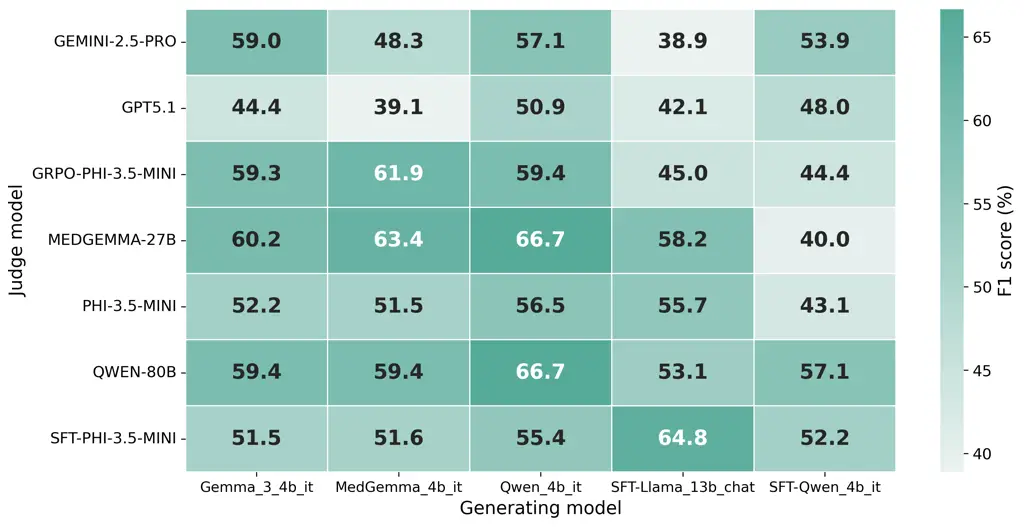 GEMINI-2.5-PRO 59.0 48.3 57.1 38.9 53.9
GPT5.1 44.4 39.1 50.9 42.1 48.0
GRPO-PHI-3.5-MINI 59.3 61.9 59.4 45.0 44.4
MEDGEMMA-27B 60.2 63.4 66.7 58.2 40.0
PHI-3.5-MINI 52.2 51.5 56.5 55.7 43.1
QWEN-80B 59.4 59.4 66.7 53.1 57.1
SFT-PHI-3.5-MINI 51.5 51.6 55.4 64.8 52.2
Gemma_3_4b_it MedGemma_4b_it Qwen_4b_it SFT-Llama_13b_chat SFT-Qwen_4b_it
Generating model
Judge model
65
60
55
50
45
40
F1 score (%)